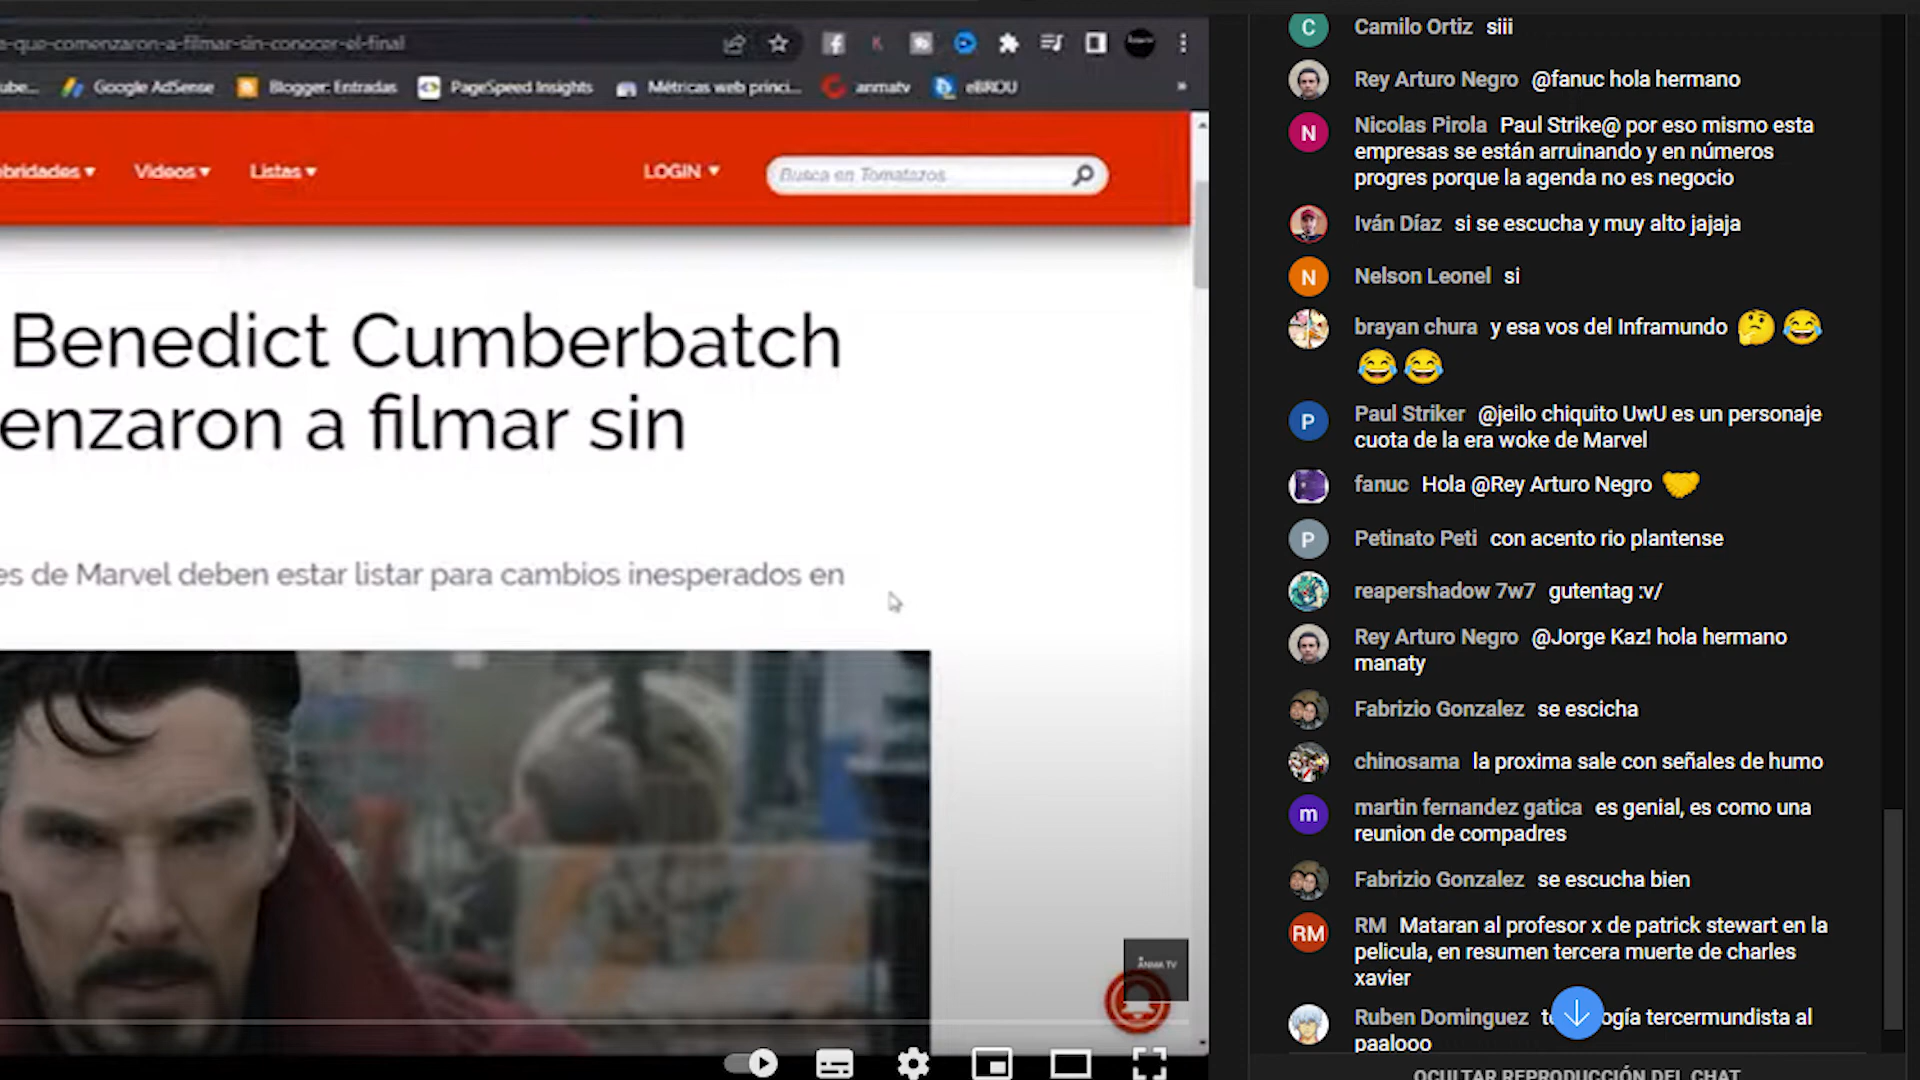 a-que-comenzaron-a-filmar-sin-conocer-el-final
ube... Google AdSense Blogger: Entradas PageSpeed Insights Métricas web princi... anmatv eBROU »
ebridades Videos Listas LOGIN Busca en Tomatazos
Benedict Cumberbatch
enzaron a filmar sin
es de Marvel deben estar listar para cambios inesperados en
ANMA TV
C Camilo Ortiz siii
Rey Arturo Negro @fanuc hola hermano
N Nicolas Pirola Paul Strike@ por eso mismo esta
empresas se están arruinando y en números
progres porque la agenda no es negocio
Iván Díaz si se escucha y muy alto jajaja
N Nelson Leonel si
brayan chura y esa vos del Inframundo 🤔 😂
😂 😂
P Paul Striker @jeilo chiquito UwU es un personaje
cuota de la era woke de Marvel
fanuc Hola @Rey Arturo Negro 🤝
P Petinato Peti con acento rio plantense
reapershadow 7w7 gutentag :v/
Rey Arturo Negro @Jorge Kaz! hola hermano
manaty
Fabrizio Gonzalez se escicha
chinosama la proxima sale con señales de humo
m martin fernandez gatica es genial, es como una
reunion de compadres
Fabrizio Gonzalez se escucha bien
RM RM Mataran al profesor x de patrick stewart en la
pelicula, en resumen tercera muerte de charles
xavier
Ruben Dominguez ogía tercermundista al
paalooo
OCULTAR REPRODUCCIÓN DEL CHAT